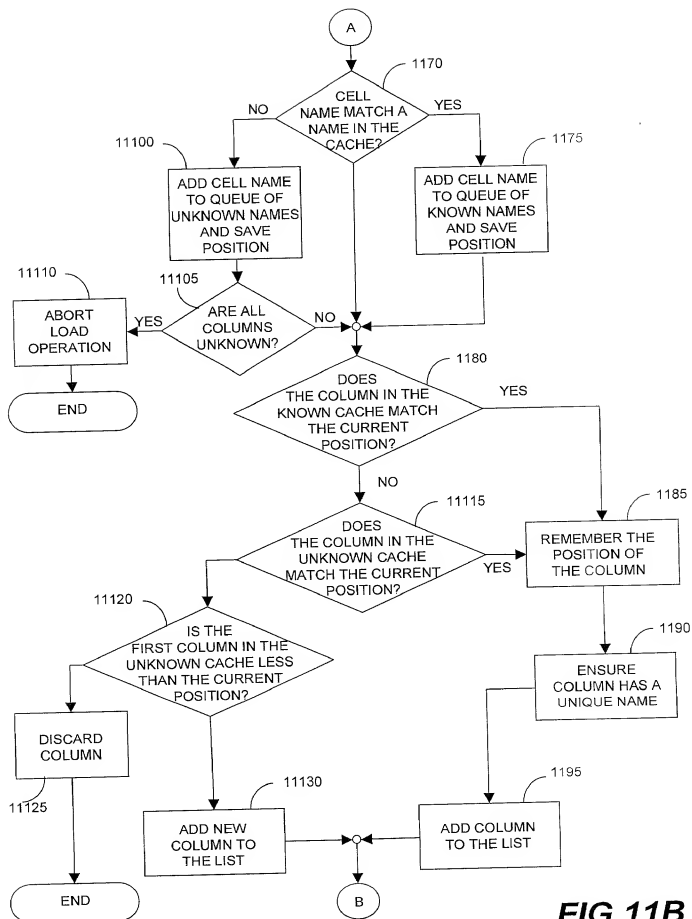 A
1170
CELL
NAME MATCH A
NAME IN THE
CACHE?
NO
YES
11100
1175
ADD CELL NAME
TO QUEUE OF
UNKNOWN NAMES
AND SAVE
POSITION
ADD CELL NAME
TO QUEUE OF
KNOWN NAMES
AND SAVE
POSITION
11110
11105
ABORT
LOAD
OPERATION
YES
ARE ALL
COLUMNS
UNKNOWN?
NO
END
1180
DOES
THE COLUMN IN THE
KNOWN CACHE MATCH
THE CURRENT
POSITION?
YES
NO
11115
1185
DOES
THE COLUMN IN THE
UNKNOWN CACHE
MATCH THE CURRENT
POSITION?
YES
REMEMBER THE
POSITION OF
THE COLUMN
11120
IS THE
FIRST COLUMN IN THE
UNKNOWN CACHE LESS
THAN THE CURRENT
POSITION?
1190
ENSURE
COLUMN HAS A
UNIQUE NAME
DISCARD
COLUMN
11125
11130
1195
ADD NEW
COLUMN TO
THE LIST
ADD COLUMN
TO THE LIST
END
B
FIG 11B